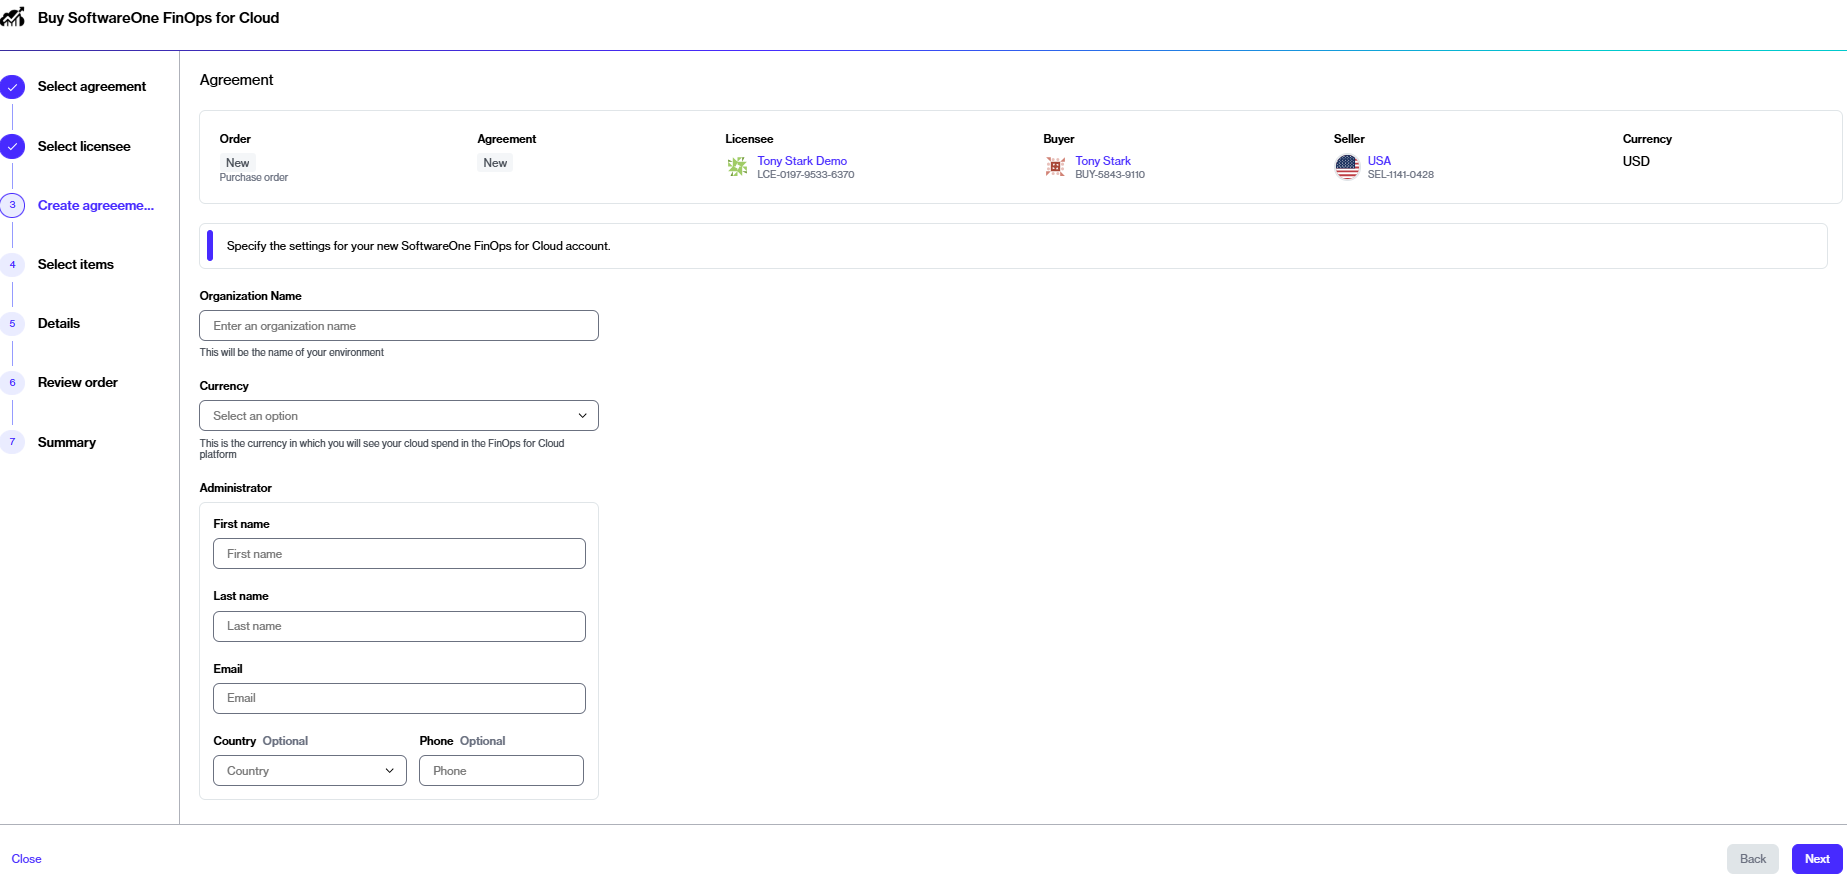 Buy SoftwareOne FinOps for Cloud
Select agreement
Select licensee
3 Create agreeeme...
4 Select items
5 Details
6 Review order
7 Summary
Agreement
Order Agreement Licensee Buyer Seller Currency
New New Tony Stark Demo Tony Stark USA USD
Purchase order LCE-0197-9533-6370 BUY-5843-9110 SEL-1141-0428
Specify the settings for your new SoftwareOne FinOps for Cloud account.
Organization Name
Enter an organization name
This will be the name of your environment
Currency
Select an option
This is the currency in which you will see your cloud spend in the FinOps for Cloud
platform
Administrator
First name
First name
Last name
Last name
Email
Email
Country Optional Phone Optional
Country Phone
Close Back Next